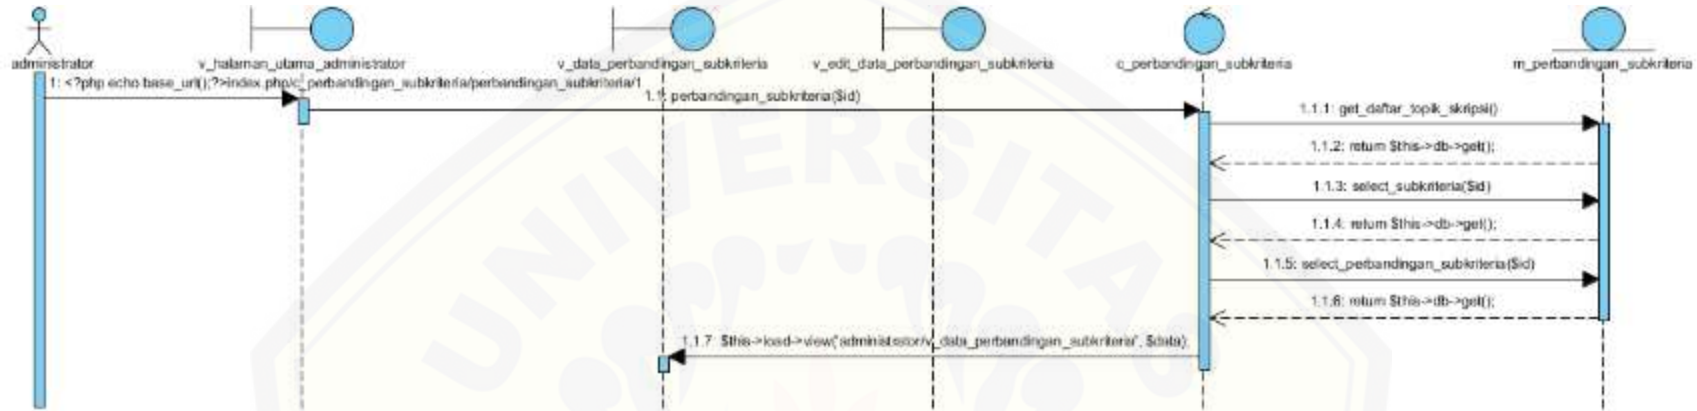 administrator
v_halaman_utama_administrator
v_data_perbandingan_subkriteria
v_edit_data_perbandingan_subkriteria
c_perbandingan_subkriteria
m_perbandingan_subkriteria
1: <?php echo base_url();?>index.php/c_perbandingan_subkriteria/perbandingan_subkriteria/1
1.1: perbandingan_subkriteria($id)
1.1.1: get_daftar_topik_skripsi()
1.1.2: return $this->db->get();
1.1.3: select_subkriteria($id)
1.1.4: return $this->db->get();
1.1.5: select_perbandingan_subkriteria($id)
1.1.6: return $this->db->get();
1.1.7 $this->load->view("administrator/v_data_perbandingan_subkriteria", $data);
UNIVERSITAS